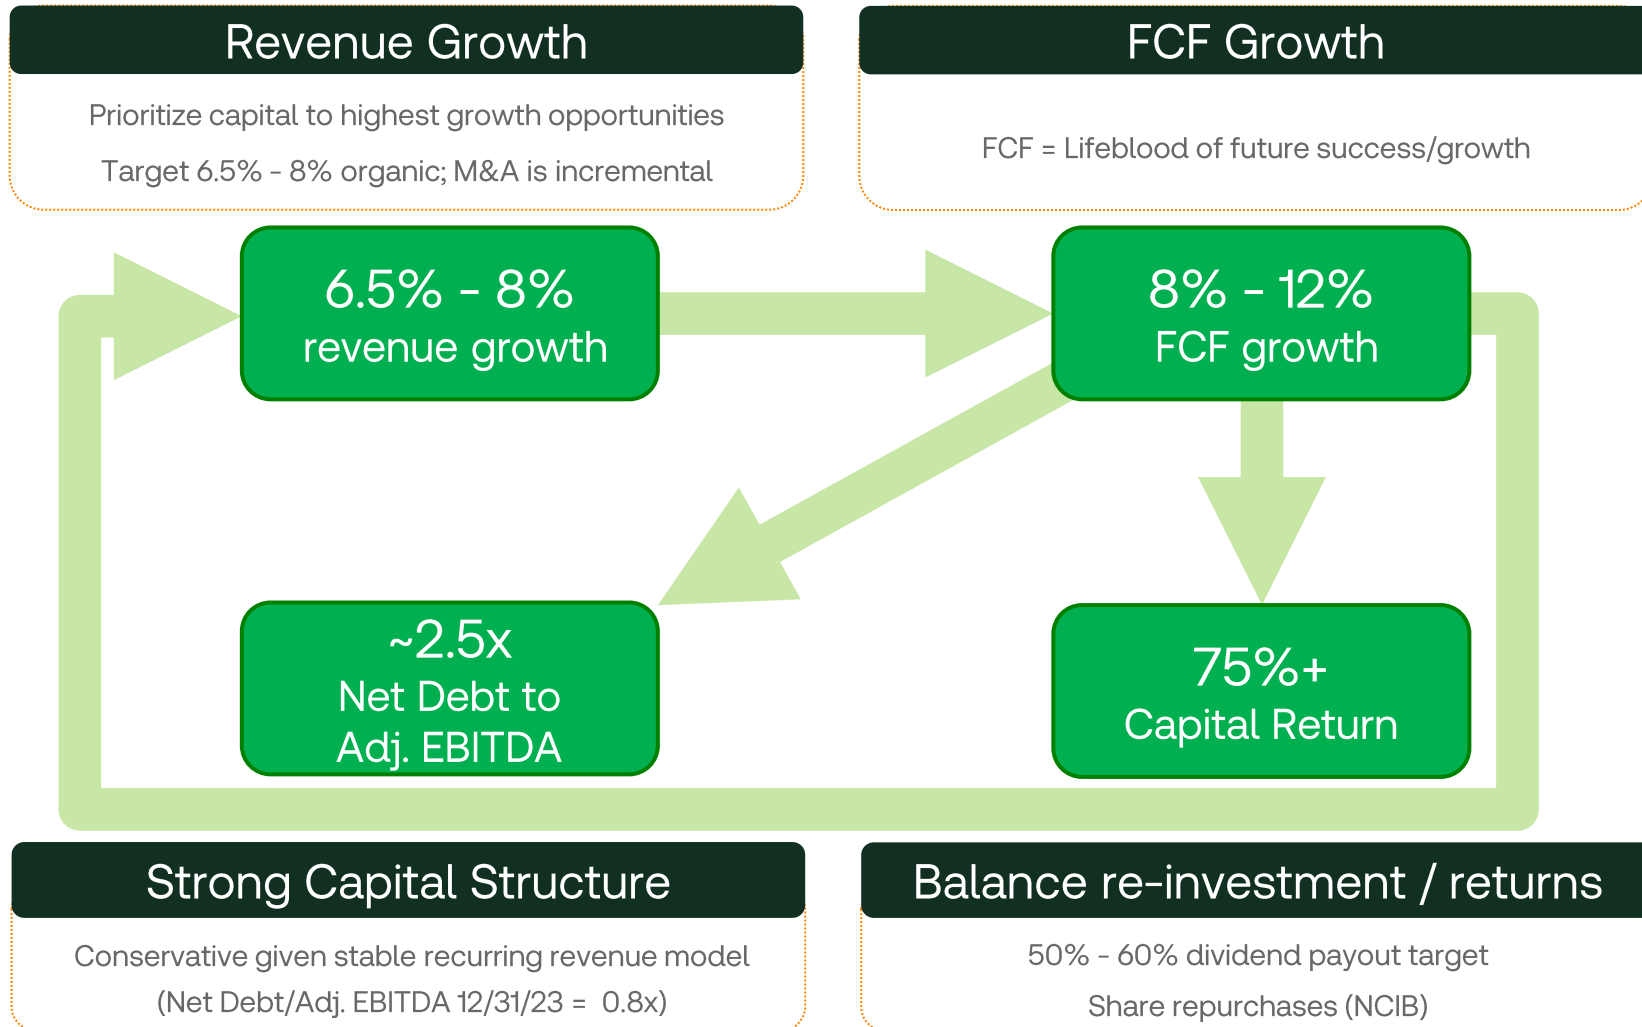 Revenue Growth
Prioritize capital to highest growth opportunities
Target 6.5% - 8% organic; M&A is incremental
FCF Growth
FCF = Lifeblood of future success/growth
6.5% - 8%
revenue growth
8% - 12%
FCF growth
~2.5x
Net Debt to
Adj. EBITDA
75%+
Capital Return
Strong Capital Structure
Conservative given stable recurring revenue model
(Net Debt/Adj. EBITDA 12/31/23 = 0.8x)
Balance re-investment / returns
50% - 60% dividend payout target
Share repurchases (NCIB)